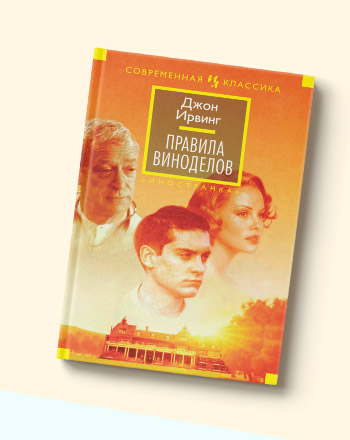 СОВРЕМЕННАЯ КЛАССИКА
Джон
Ирвинг
ПРАВИЛА
ВИНОДЕЛОВ
ИНОСТРАНКА